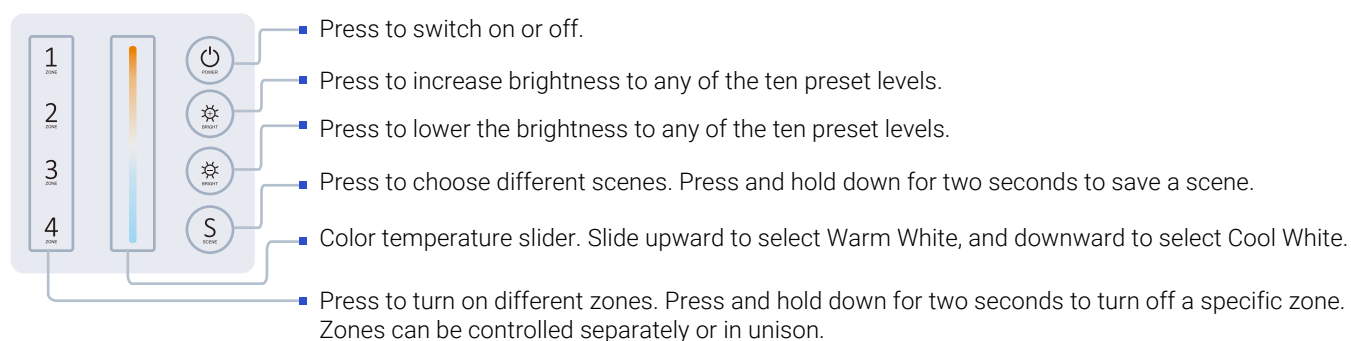 1
ZONE
2
ZONE
3
ZONE
4
ZONE
POWER
BRIGHT
BRIGHT
S
SCENE
Press to switch on or off.
Press to increase brightness to any of the ten preset levels.
Press to lower the brightness to any of the ten preset levels.
Press to choose different scenes. Press and hold down for two seconds to save a scene.
Color temperature slider. Slide upward to select Warm White, and downward to select Cool White.
Press to turn on different zones. Press and hold down for two seconds to turn off a specific zone.
Zones can be controlled separately or in unison.